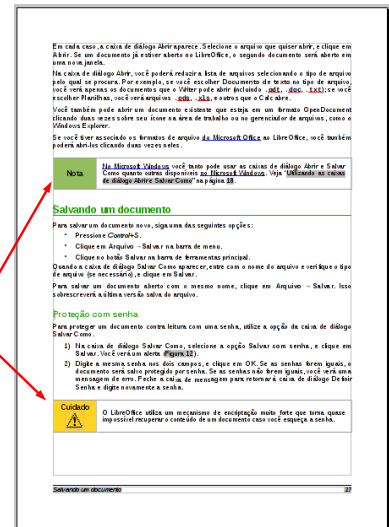 Em cada caso, a caixa de diálogo Abrir aparece. Selecione o arquivo que quiser abrir, e clique em
Abrir. Se um documento já estiver aberto no LibreOffice, o segundo documento será aberto em
uma nova janela.
Na caixa de diálogo Abrir, você poderá reduzir a lista de arquivos selecionando o tipo de arquivo
pelo qual se procura. Por exemplo, se você escolher Documento de texto no tipo de arquivo,
você verá apenas os documentos que o Writer pode abrir (incluindo .odt, .doc, .txt); se você
escolher Planilhas, você verá arquivos .ods, .xls, e outros que o Calc abre.
Você também pode abrir um documento existente que esteja em um formato OpenDocument
clicando duas vezes sobre seu ícone na área de trabalho ou no gerenciador de arquivos, como o
Windows Explorer.
Se você tiver associado os formatos de arquivo do Microsoft Office ao LibreOffice, você também
poderá abri-los clicando duas vezes neles.
Nota
No Microsoft Windows você tanto pode usar as caixas de diálogo Abrir e Salvar
Como quanto outras disponíveis no Microsoft Windows. Veja "Utilizando as caixas
de diálogo Abrir e Salvar Como" na página 18.
Salvando um documento
Para salvar um documento novo, siga uma das seguintes opções:
• Pressione Control+S.
• Clique em Arquivo → Salvar na barra de menu.
• Clique no botão Salvar na barra de ferramentas principal.
Quando a caixa de diálogo Salvar Como aparecer, entre com o nome do arquivo e verifique o tipo
de arquivo (se necessário), e clique em Salvar.
Para salvar um documento aberto com o mesmo nome, clique em Arquivo → Salvar. Isso
sobrescreverá a última versão salva do arquivo.
Proteção com senha
Para proteger um documento contra leitura com uma senha, utilize a opção da caixa de diálogo
Salvar Como.
1) Na caixa de diálogo Salvar Como, selecione a opção Salvar com senha, e clique em
Salvar. Você verá um alerta (Figura 12).
2) Digite a mesma senha nos dois campos, e clique em OK. Se as senhas forem iguais, o
documento será salvo protegido por senha. Se as senhas não forem iguais, você verá uma
mensagem de erro. Feche a caixa de mensagem para retornar á caixa de diálogo Definir
Senha e digite novamente a senha.
Cuidado
O LibreOffice utiliza um mecanismo de encriptação muito forte que torna quase
impossível recuperar o conteúdo de um documento caso você esqueça a senha.
Salvando um documento 17